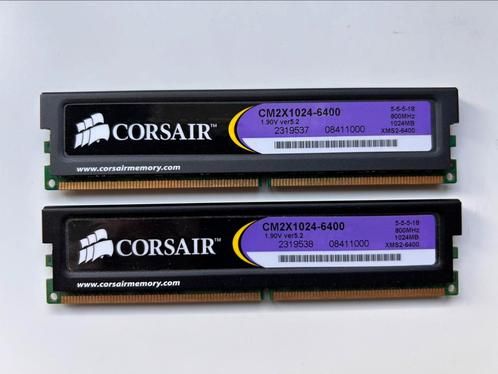 CORSAIR™
www.corsairmemory.com
CM2X1024-6400
1.90V ver5.2
2319537 08411000
5-5-5-18
800MHz
1024MB
XMS2-6400
CORSAIR™
www.corsairmemory.com
CM2X1024-6400
1.90V ver5.2
2319538 08411000
5-5-5-18
800MHz
1024MB
XMS2-6400